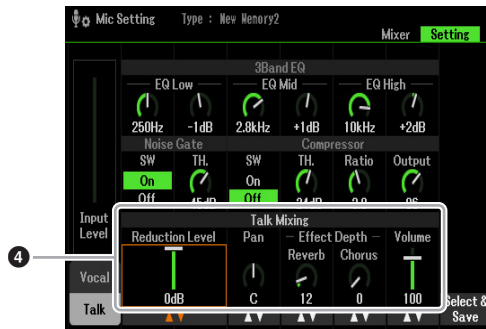 Mic Setting Type : New Memory2
Mixer Setting
3Band EQ
EQ Low EQ Mid EQ High
250Hz -1dB 2.8kHz +1dB 10kHz +2dB
Noise Gate Compressor
SW TH. SW TH. Ratio Output
On On
Off Off
Input Level
Talk Mixing
Reduction Level Pan Effect Depth Volume
Reverb Chorus
4
Vocal
0dB C 12 0 100
Talk
Select & Save